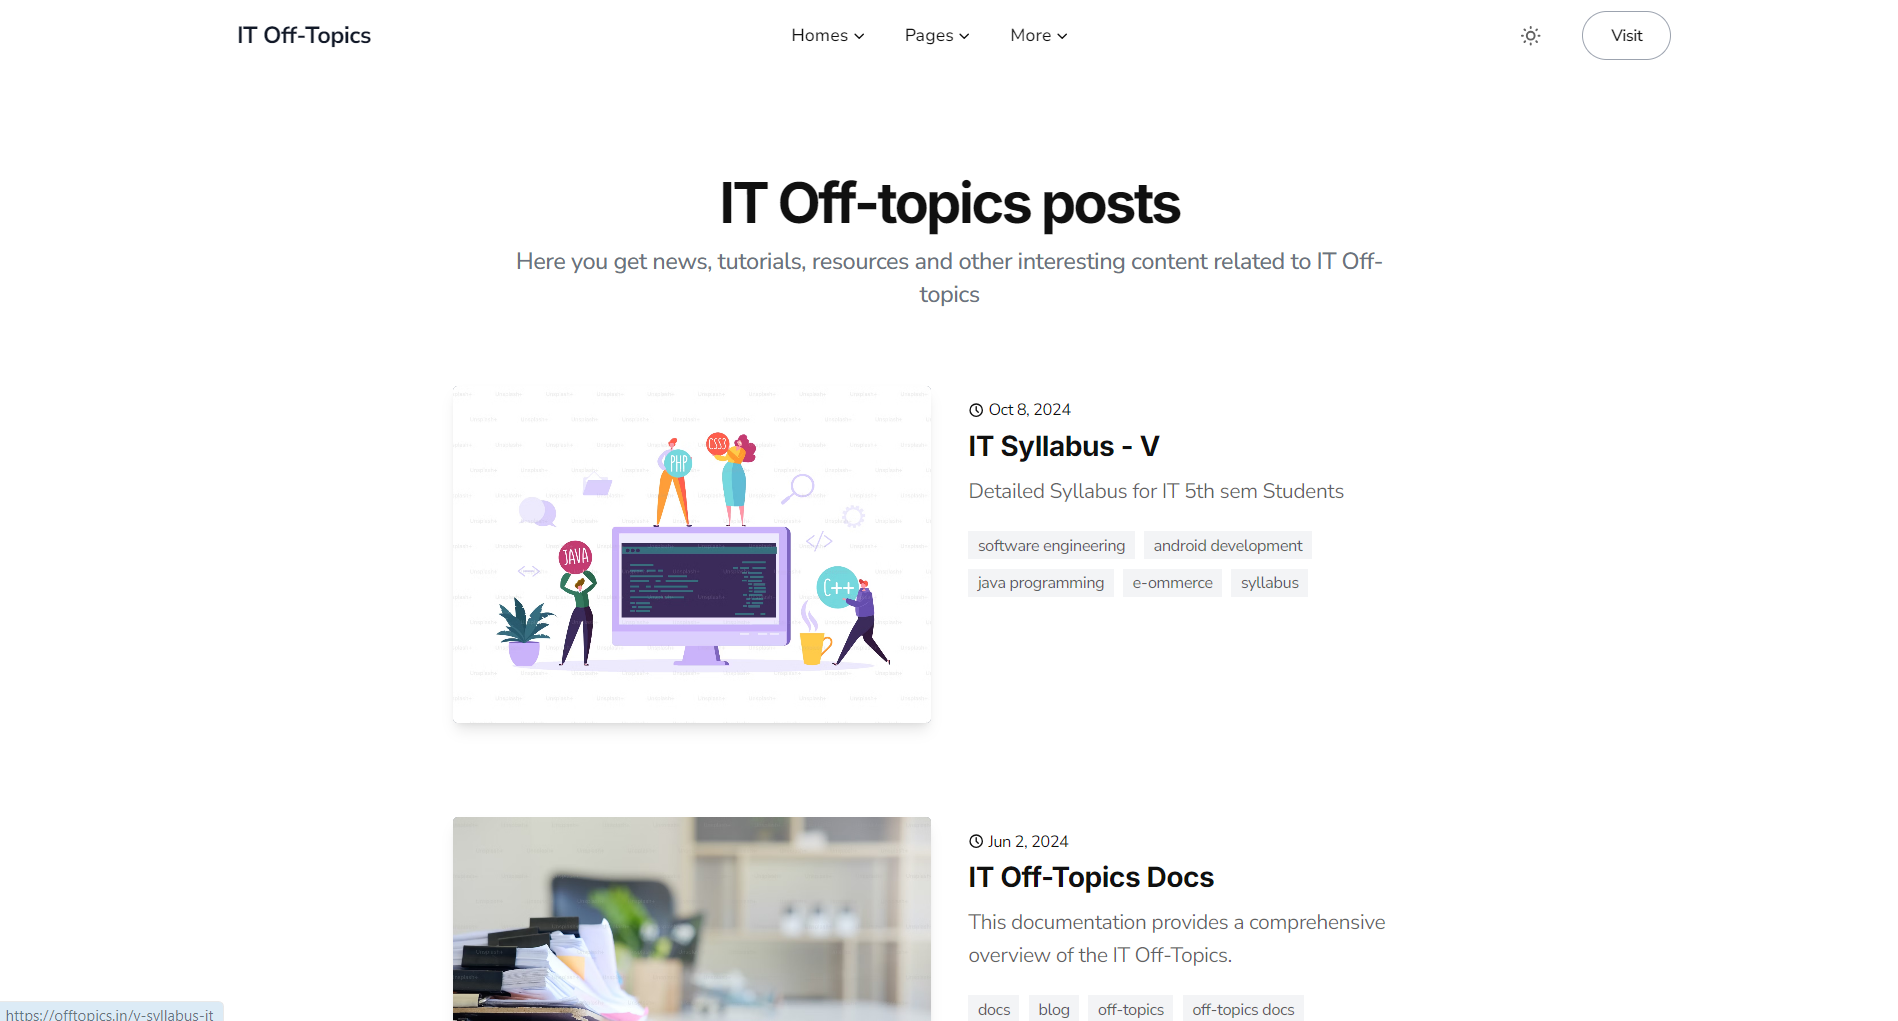 IT Off-Topics
Homes
Pages
More
Visit
IT Off-topics posts
Here you get news, tutorials, resources and other interesting content related to IT Off-
topics
PHP
CSS3
JAVA
C++
Oct 8, 2024
IT Syllabus - V
Detailed Syllabus for IT 5th sem Students
software engineering
android development
java programming
e-ommerce
syllabus
Jun 2, 2024
IT Off-Topics Docs
This documentation provides a comprehensive
overview of the IT Off-Topics.
docs
blog
off-topics
off-topics docs
https://offtopics.in/v-syllabus-it